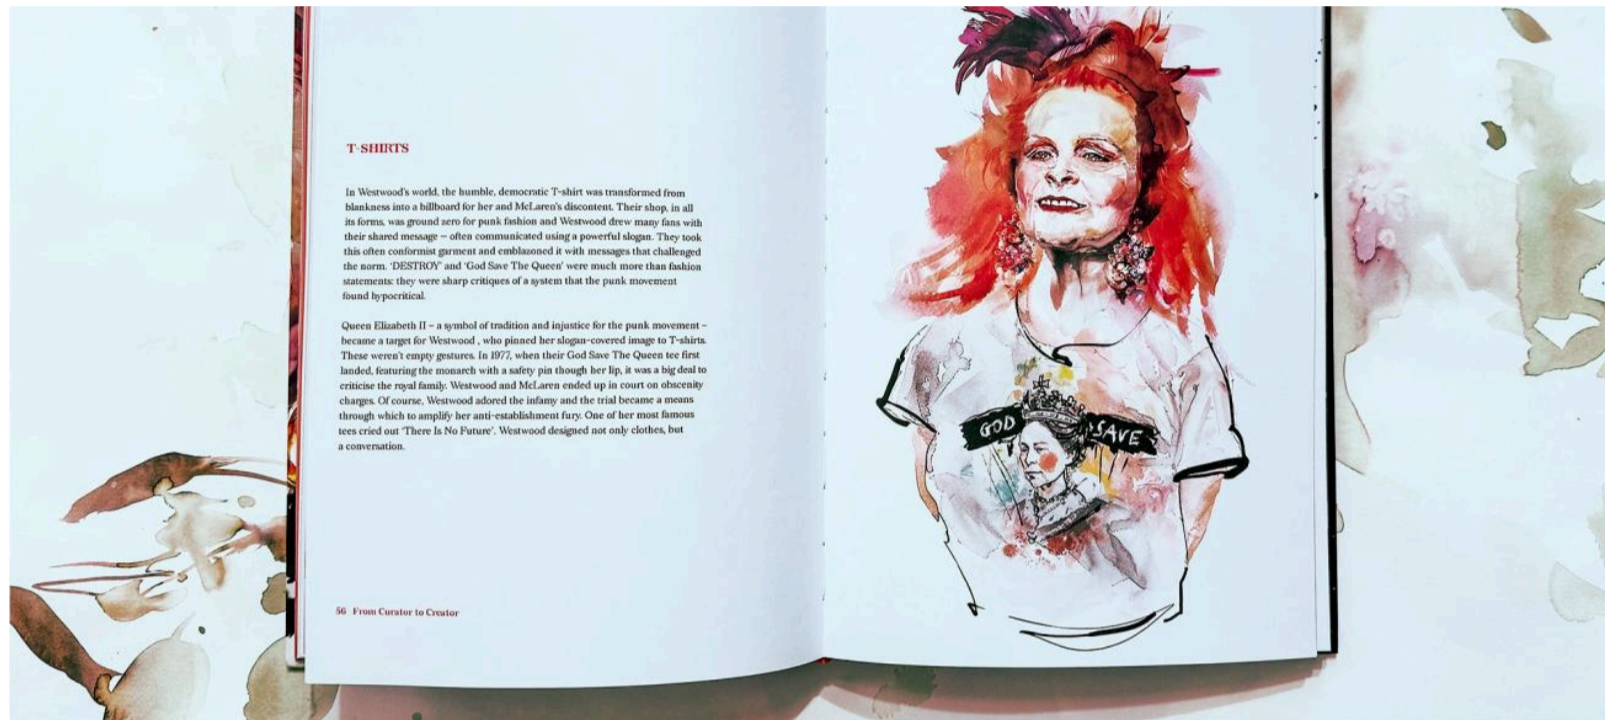 T-SHIRTS
In Westwood's world, the humble, democratic T-shirt was transformed from
blankness into a billboard for her and McLaren's discontent. Their shop, in all
its forms, was ground zero for punk fashion and Westwood drew many fans with
their shared message – often communicated using a powerful slogan. They took
this often conformist garment and emblazoned it with messages that challenged
the norm. 'DESTROY' and 'God Save The Queen' were much more than fashion
statements: they were sharp critiques of a system that the punk movement
found hypocritical.
Queen Elizabeth II – a symbol of tradition and injustice for the punk movement –
became a target for Westwood , who pinned her slogan-covered image to T-shirts.
These weren't empty gestures. In 1977, when their God Save The Queen tee first
landed, featuring the monarch with a safety pin though her lip, it was a big deal to
criticise the royal family. Westwood and McLaren ended up in court on obscenity
charges. Of course, Westwood adored the infamy and the trial became a means
through which to amplify her anti-establishment fury. One of her most famous
tees cried out 'There Is No Future'. Westwood designed not only clothes, but
a conversation.
56 From Curator to Creator
GOD SAVE